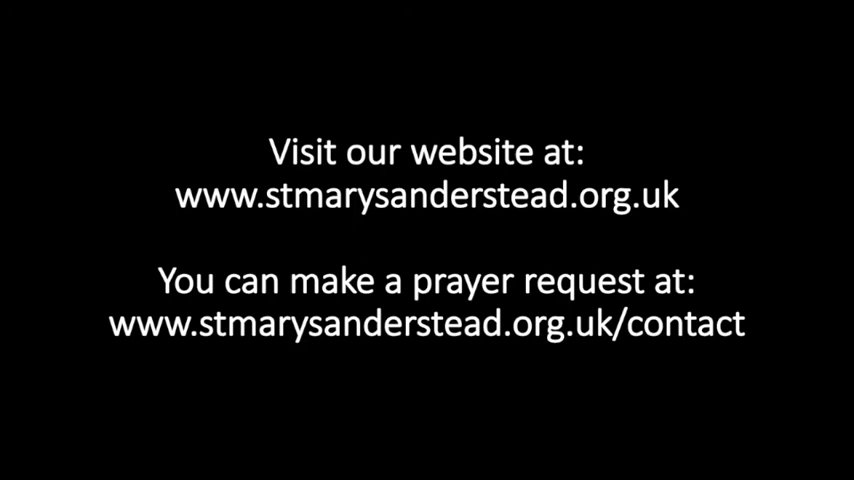 Visit our website at:
www.stmarysanderstead.org.uk
You can make a prayer request at:
www.stmarysanderstead.org.uk/contact